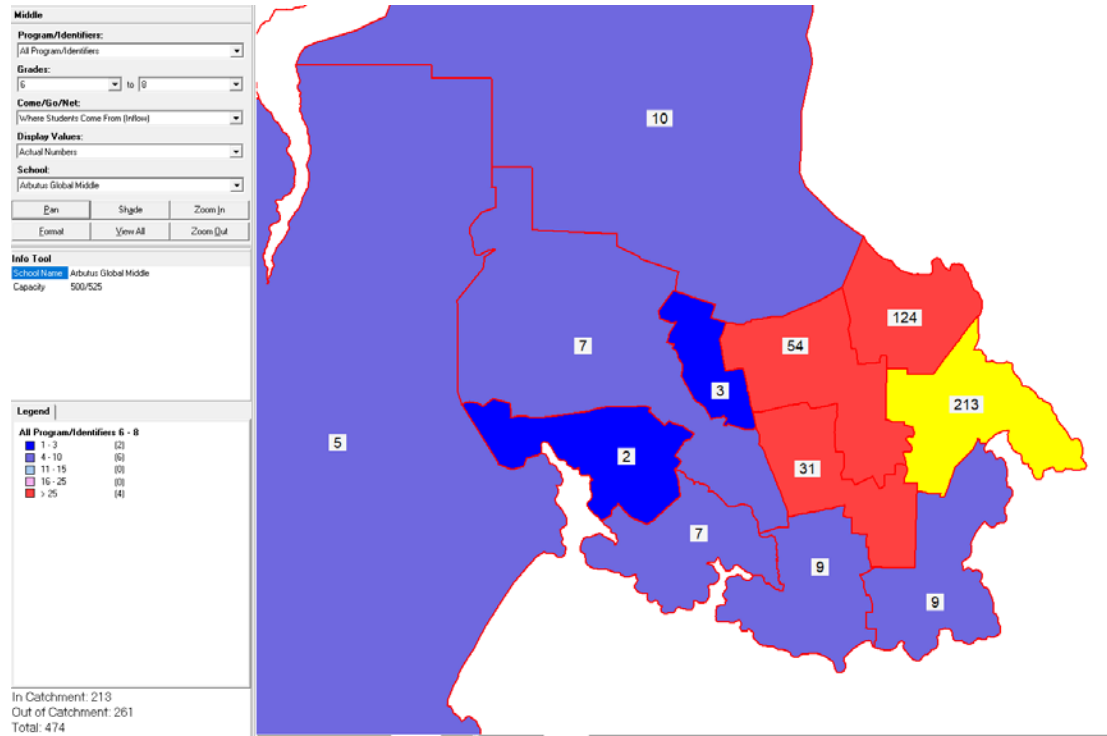 Middle
Program/Identifiers:
All Program/Identifiers
Grades:
6 to 8
Come/Go/Net:
Where Students Come From (Inflow)
Display Values:
Actual Numbers
School:
Arbutus Global Middle
Pan Shade Zoom In
Format View All Zoom Out
Info Tool
School Name Arbutus Global Middle
Capacity 500/525
Legend
All Program/Identifiers 6 - 8
1 - 3 (2)
4 - 10 (6)
11 - 15 (0)
16 - 25 (0)
> 25 (4)
In Catchment: 213
Out of Catchment: 261
Total: 474
10
124
54
7
3
213
5
2
31
7
9
9